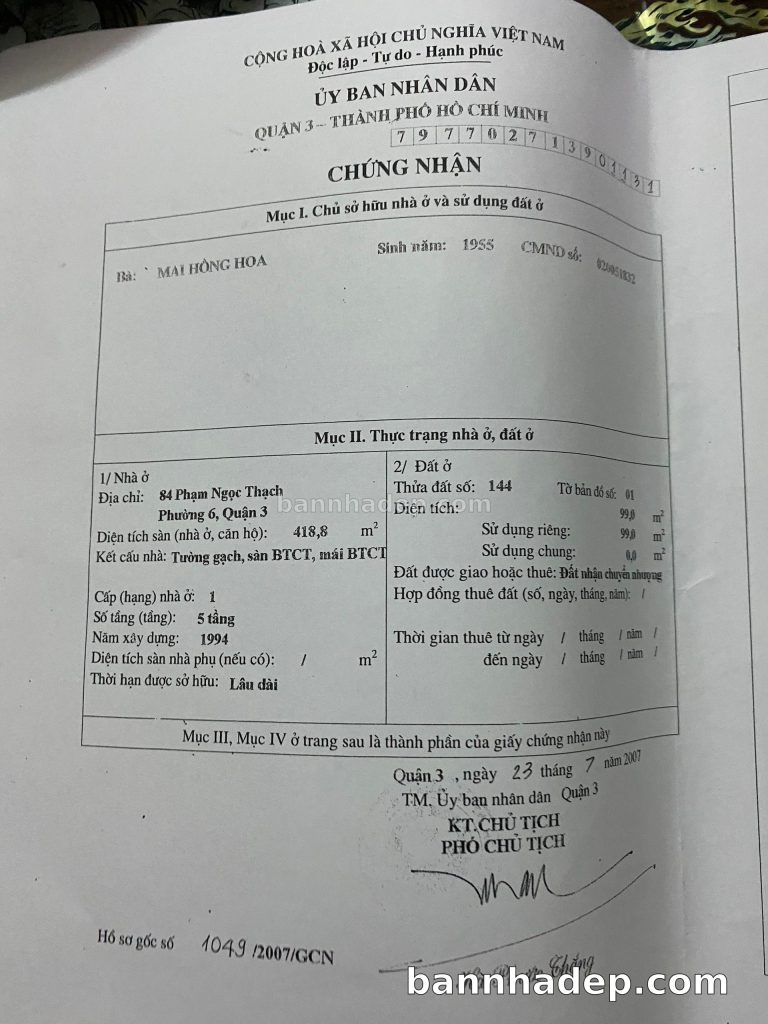 CỘNG HOÀ XÃ HỘI CHỦ NGHĨA VIỆT NAM
Độc lập - Tự do - Hạnh phúc
ỦY BAN NHÂN DÂN
QUẬN 3 - THÀNH PHỐ HỒ CHÍ MINH
797702713901131
CHỨNG NHẬN
Mục I. Chủ sở hữu nhà ở và sử dụng đất ở
Bà: MAI HỒNG HOA Sinh năm: 1955 CMND số:
Mục II. Thực trạng nhà ở, đất ở
1/ Nhà ở
Địa chỉ: 84 Phạm Ngọc Thạch
Phường 6, Quận 3
Diện tích sàn (nhà ở, căn hộ): 418,8 m²
Kết cấu nhà: Tường gạch, sàn BTCT, mái BTCT
Cấp (hạng) nhà ở: 1
Số tầng (tầng): 5 tầng
Năm xây dựng: 1994
Diện tích sàn nhà phụ (nếu có): / m²
Thời hạn được sở hữu: Lâu dài
2/ Đất ở
Thửa đất số: 144 Tờ bản đồ số: 01
Diện tích: 99,0 m²
Sử dụng riêng: 99,0 m²
Sử dụng chung: 0,0 m²
Đất được giao hoặc thuê: Đất nhận chuyển nhượng
Hợp đồng thuê đất (số, ngày, tháng, năm): /
Thời gian thuê từ ngày / tháng / năm /
đến ngày / tháng / năm /
bannhadep.com
Mục III, Mục IV ở trang sau là thành phần của giấy chứng nhận này
Quận 3 , ngày 23 tháng 7 năm 2007
TM. Ủy ban nhân dân Quận 3
KT.CHỦ TỊCH
PHÓ CHỦ TỊCH
Hồ sơ gốc số 1049 /2007/GCN
Thắng
bannhadep.com